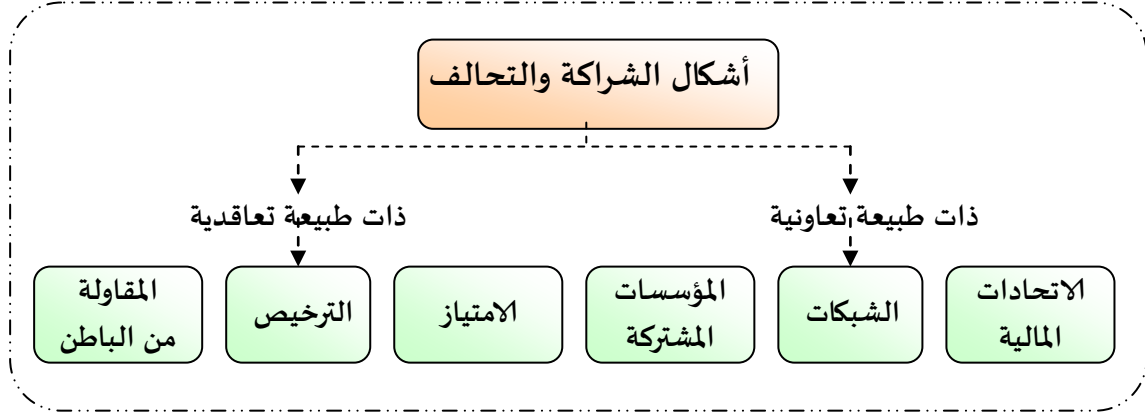 أشكال الشراكة والتحالف
ذات طبيعة تعاونية
ذات طبيعة تعاقدية
الاتحادات
المالية
الشبكات
المؤسسات
المشتركة
الامتياز
الترخيص
المقاولة
من الباطن